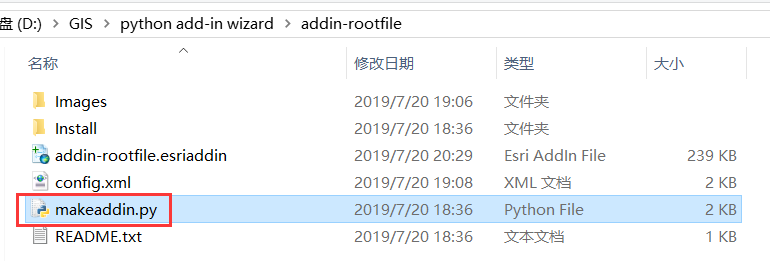 盘 (D:) › GIS › python add-in wizard › addin-rootfile
名称 修改日期 类型 大小
Images 2019/7/20 19:06 文件夹
Install 2019/7/20 18:36 文件夹
addin-rootfile.esriaddin 2019/7/20 20:29 Esri AddIn File 239 KB
config.xml 2019/7/20 19:08 XML 文档 2 KB
makeaddin.py 2019/7/20 18:36 Python File 2 KB
README.txt 2019/7/20 18:36 文本文档 1 KB